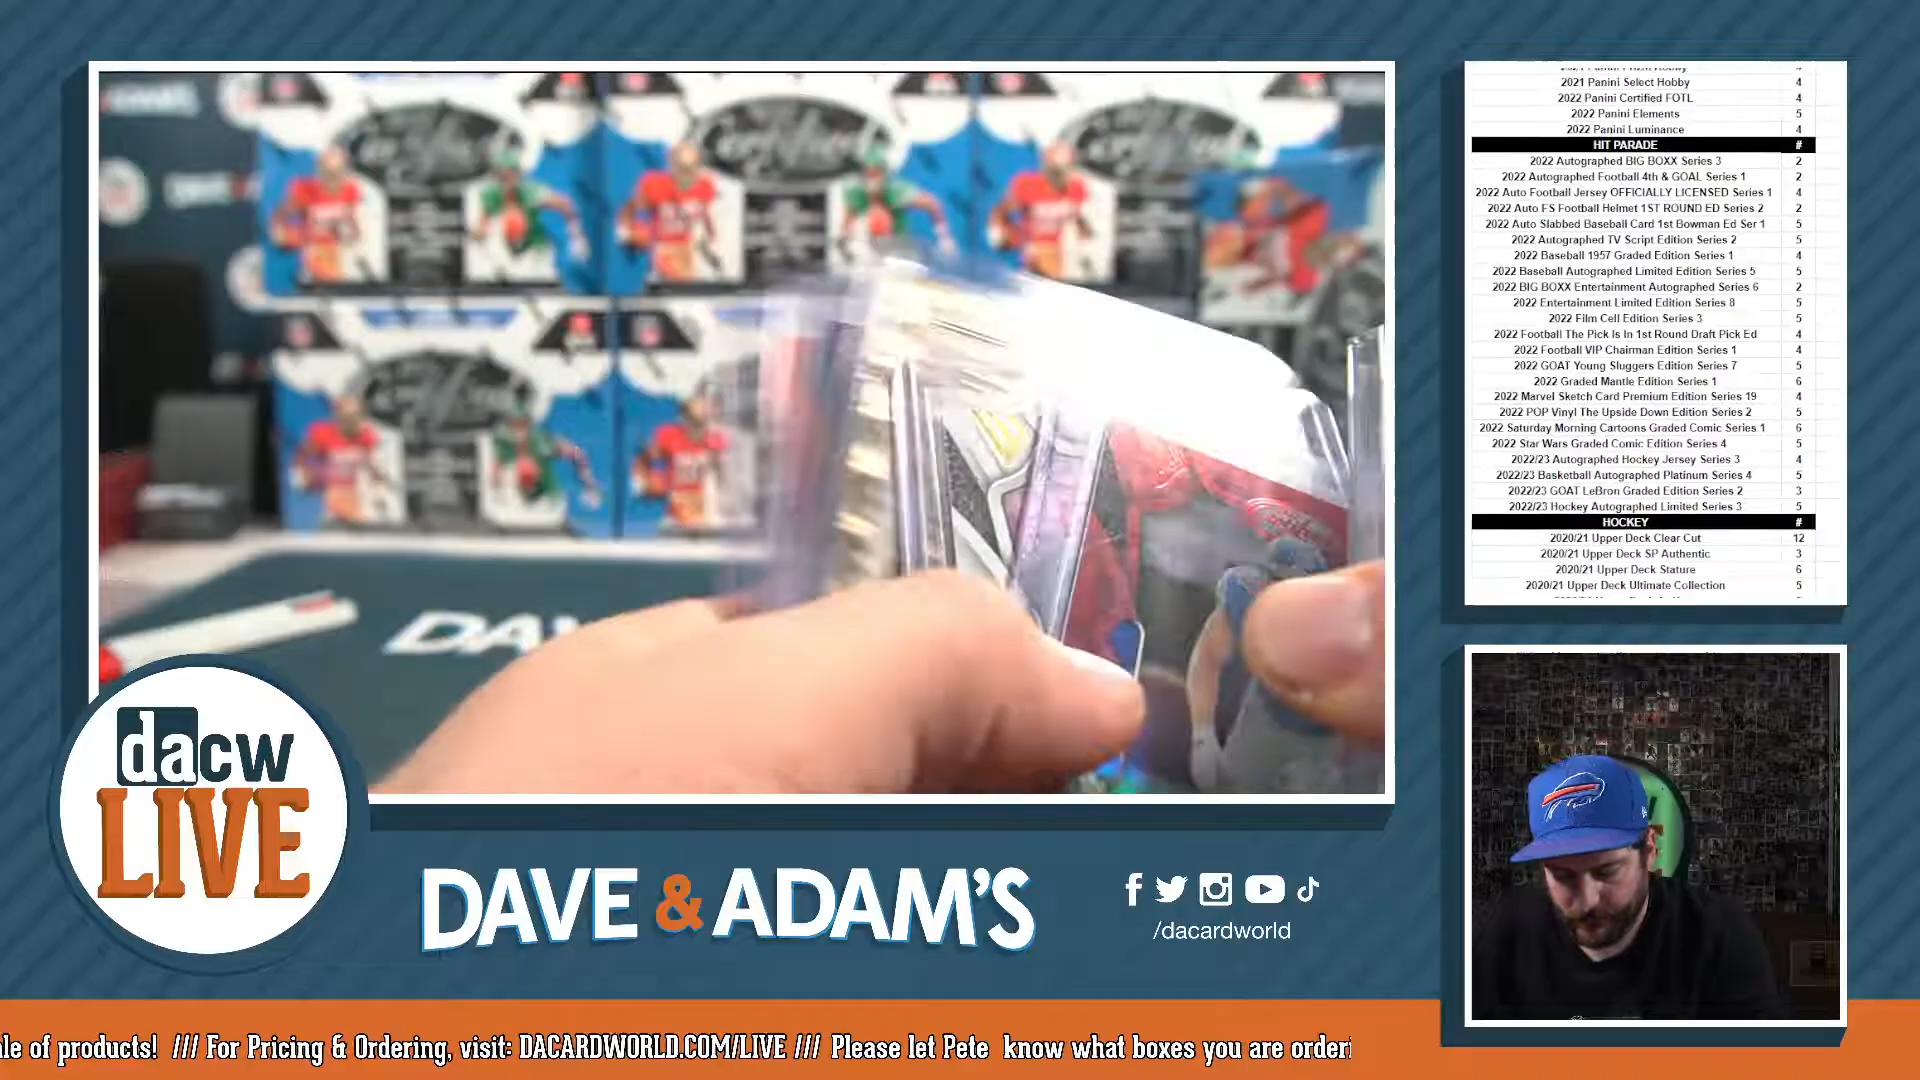 2021 Panini Select Hobby 4
2022 Panini Certified FOTL 4
2022 Panini Elements 5
2022 Panini Luminance 4
HIT PARADE #
2022 Autographed BIG BOXX Series 3 2
2022 Autographed Football 4th & GOAL Series 1 2
2022 Auto Football Jersey OFFICIALLY LICENSED Series 1 4
2022 Auto FS Football Helmet 1ST ROUND ED Series 2 2
2022 Auto Slabbed Baseball Card 1st Bowman Ed Ser 1 5
2022 Autographed TV Script Edition Series 2 5
2022 Baseball 1957 Graded Edition Series 1 4
2022 Baseball Autographed Limited Edition Series 5 5
2022 BIG BOXX Entertainment Autographed Series 6 2
2022 Entertainment Limited Edition Series 8 5
2022 Film Cell Edition Series 3 5
2022 Football The Pick Is In 1st Round Draft Pick Ed 4
2022 Football VIP Chairman Edition Series 1 4
2022 GOAT Young Sluggers Edition Series 7 5
2022 Graded Mantle Edition Series 1 6
2022 Marvel Sketch Card Premium Edition Series 19 4
2022 POP Vinyl The Upside Down Edition Series 2 5
2022 Saturday Morning Cartoons Graded Comic Series 1 6
2022 Star Wars Graded Comic Edition Series 4 5
2022/23 Autographed Hockey Jersey Series 3 4
2022/23 Basketball Autographed Platinum Series 4 5
2022/23 GOAT LeBron Graded Edition Series 2 3
2022/23 Hockey Autographed Limited Series 3 5
HOCKEY #
2020/21 Upper Deck Clear Cut 12
2020/21 Upper Deck SP Authentic 3
2020/21 Upper Deck Stature 6
2020/21 Upper Deck Ultimate Collection 5
DAV
dacw
LIVE
DAVE & ADAM'S
/dacardworld
le of products! /// For Pricing & Ordering, visit: DACARDWORLD.COM/LIVE /// Please let Pete know what boxes you are orderi